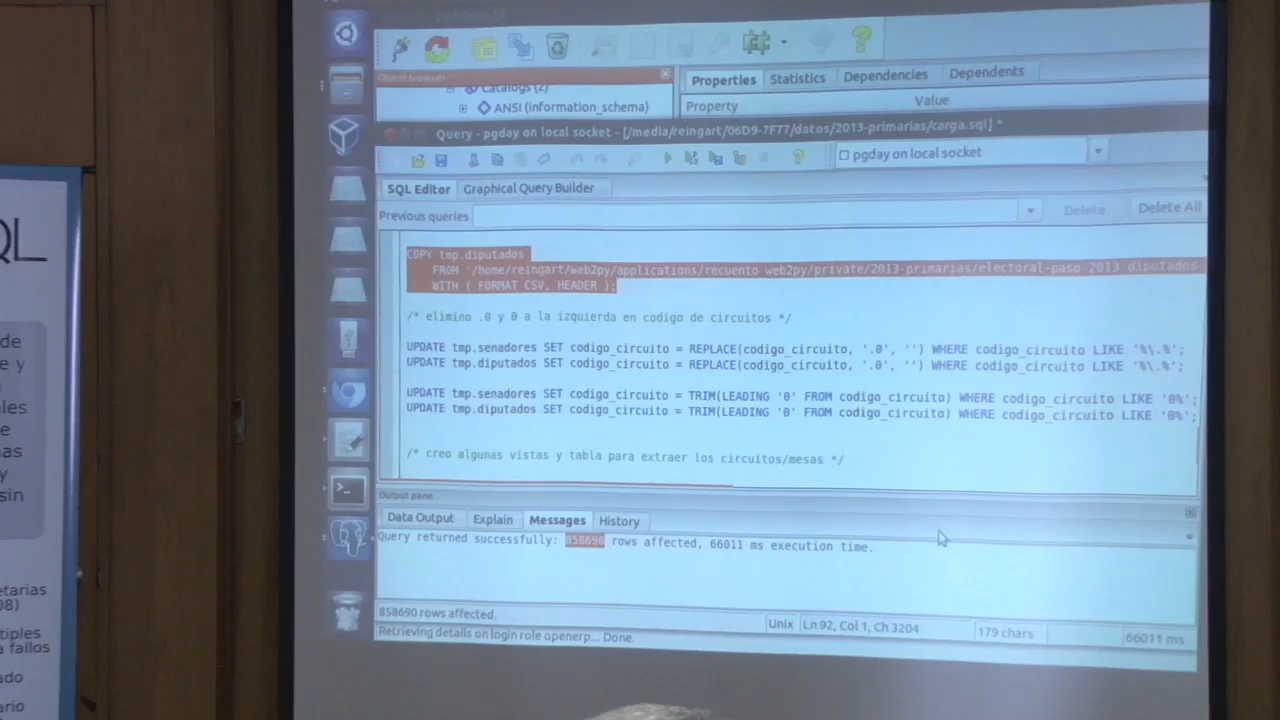 Object browser
Catalogs (2)
ANSI (information_schema)
Properties
Statistics
Dependencies
Dependents
Property
Value
Query - pgday on local socket - [/media/reingart/06D9-7F77/datos/2013-primarias/carga.sql] *
pgday on local socket
SQL Editor
Graphical Query Builder
Previous queries
Delete
Delete All
COPY tmp.diputados
FROM '/home/reingart/web2py/applications/recuento_web2py/private/2013-primarias/electoral-paso-2013_diputados
WITH ( FORMAT CSV, HEADER );
/* elimino .0 y 0 a la izquierda en codigo de circuitos */
UPDATE tmp.senadores SET codigo_circuito = REPLACE(codigo_circuito, '.0', '') WHERE codigo_circuito LIKE '%\.%';
UPDATE tmp.diputados SET codigo_circuito = REPLACE(codigo_circuito, '.0', '') WHERE codigo_circuito LIKE '%\.%';
UPDATE tmp.senadores SET codigo_circuito = TRIM(LEADING '0' FROM codigo_circuito) WHERE codigo_circuito LIKE '0%';
UPDATE tmp.diputados SET codigo_circuito = TRIM(LEADING '0' FROM codigo_circuito) WHERE codigo_circuito LIKE '0%';
/* creo algunas vistas y tabla para extraer los circuitos/mesas */
Output pane
Data Output
Explain
Messages
History
Query returned successfully: 858690 rows affected, 66011 ms execution time.
858690 rows affected.
Unix
Ln 92, Col 1, Ch 3204
179 chars
66011 ms
Retrieving details on login role openerp... Done.
QL
de
e y
ales
e
nas
y
sin
etarias
08)
tiples
a fallos
ado
ario